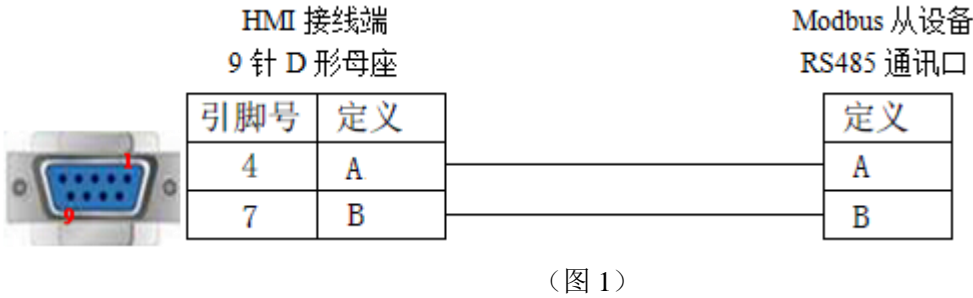 HMI 接线端
9 针 D 形母座
Modbus 从设备
RS485 通讯口
引脚号 定义
4 A
7 B
定义
A
B
1
9
（图 1）